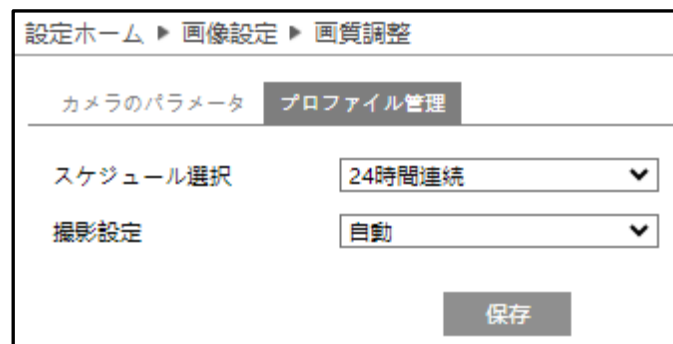 設定ホーム ▶ 画像設定 ▶ 画質調整
カメラのパラメータ プロファイル管理
スケジュール選択 24時間連続
撮影設定 自動
保存